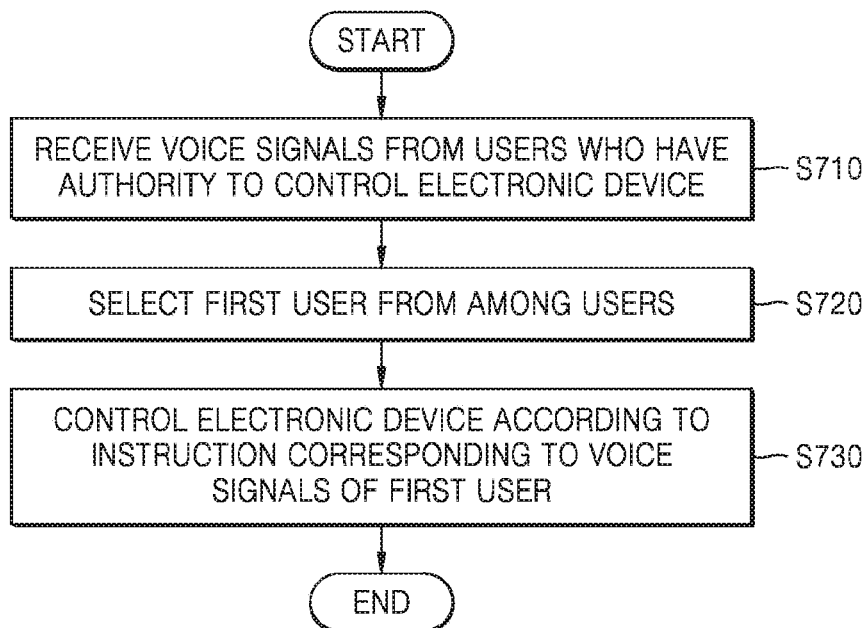 START
RECEIVE VOICE SIGNALS FROM USERS WHO HAVE
AUTHORITY TO CONTROL ELECTRONIC DEVICE
S710
SELECT FIRST USER FROM AMONG USERS
S720
CONTROL ELECTRONIC DEVICE ACCORDING TO
INSTRUCTION CORRESPONDING TO VOICE
SIGNALS OF FIRST USER
S730
END